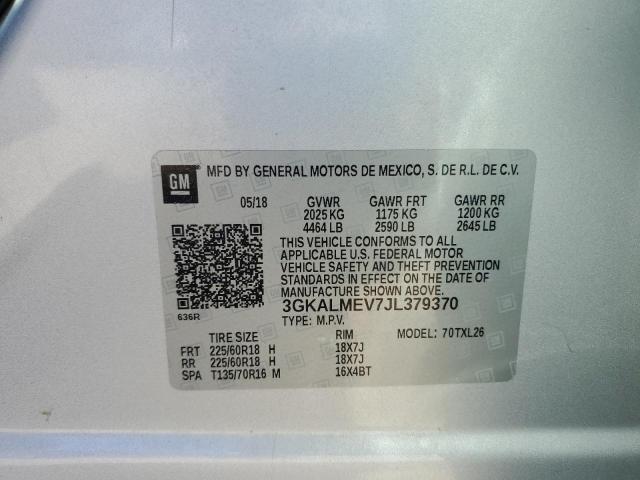 GM MFD BY GENERAL MOTORS DE MEXICO, S. DE R.L. DE C.V.
05/18 GVWR GAWR FRT GAWR RR
2025 KG 1175 KG 1200 KG
4464 LB 2590 LB 2645 LB
THIS VEHICLE CONFORMS TO ALL
APPLICABLE U.S. FEDERAL MOTOR
VEHICLE SAFETY AND THEFT PREVENTION
STANDARDS IN EFFECT ON THE DATE OF
MANUFACTURE SHOWN ABOVE.
636R 3GKALMEV7JL379370
TYPE: M.P.V. MODEL: 70TXL26
TIRE SIZE RIM
FRT 225/60R18 H 18X7J
RR 225/60R18 H 18X7J
SPA T135/70R16 M 16X4BT